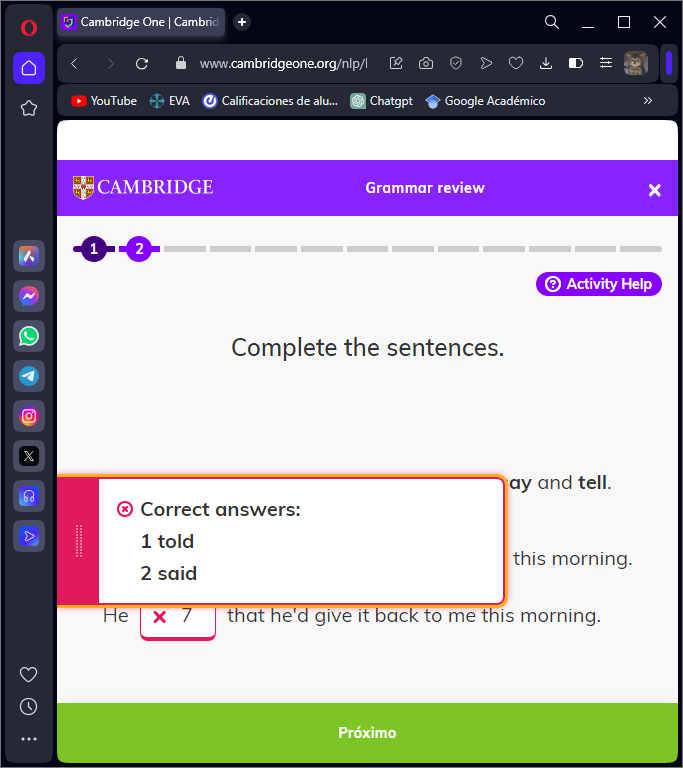 Cambridge One | Cambrid
www.cambridgeone.org/nlp/l
YouTube
EVA
Calificaciones de alu...
Chatgpt
Google Académico
CAMBRIDGE
Grammar review
1
2
Activity Help
Complete the sentences.
ay and tell.
Correct answers:
1 told
2 said
this morning.
He 7 that he'd give it back to me this morning.
Próximo